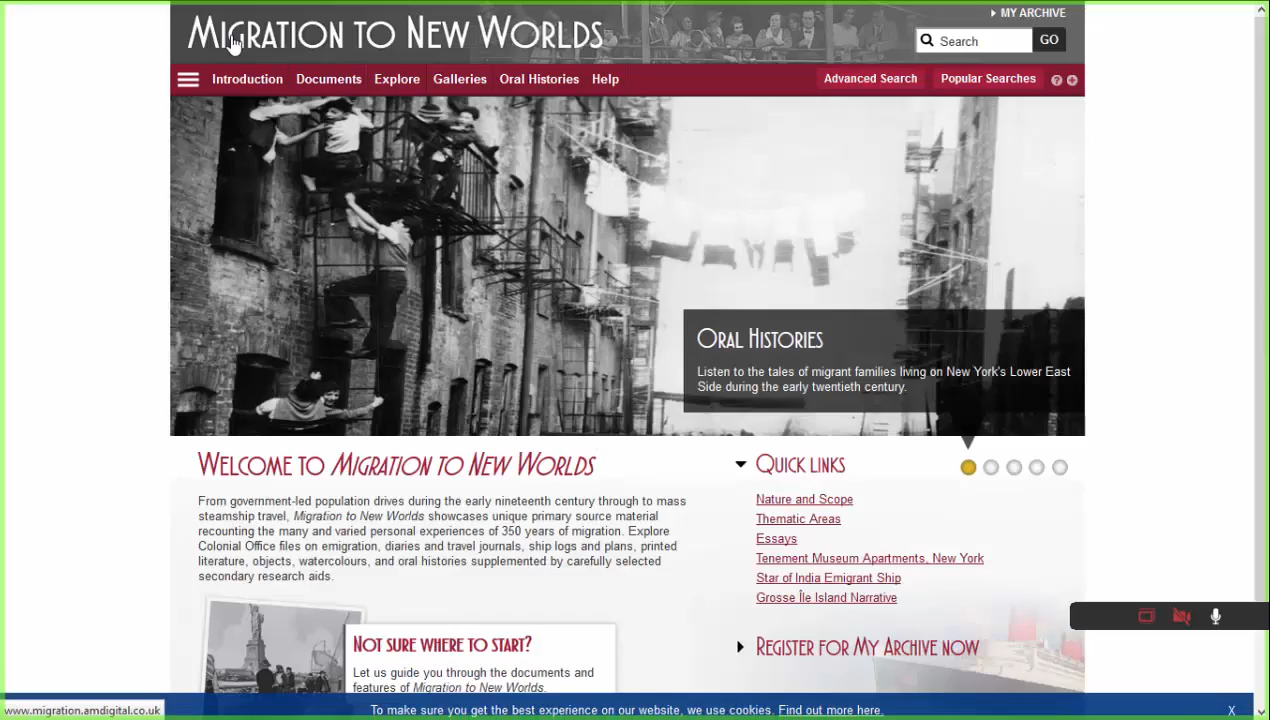 MIGRATION TO NEW WORLDS
MY ARCHIVE
Search
GO
Introduction Documents Explore Galleries Oral Histories Help
Advanced Search Popular Searches ? +
ORAL HISTORIES
Listen to the tales of migrant families living on New York's Lower East
Side during the early twentieth century.
WELCOME TO MIGRATION TO NEW WORLDS
From government-led population drives during the early nineteenth century through to mass
steamship travel, Migration to New Worlds showcases unique primary source material
recounting the many and varied personal experiences of 350 years of migration. Explore
Colonial Office files on emigration, diaries and travel journals, ship logs and plans, printed
literature, objects, watercolours, and oral histories supplemented by carefully selected
secondary research aids.
NOT SURE WHERE TO START?
Let us guide you through the documents and
features of Migration to New Worlds.
QUICK LINKS
Nature and Scope
Thematic Areas
Essays
Tenement Museum Apartments, New York
Star of India Emigrant Ship
Grosse Île Island Narrative
REGISTER FOR MY ARCHIVE NOW
www.migration.amdigital.co.uk
To make sure you get the best experience on our website, we use cookies. Find out more here.
X